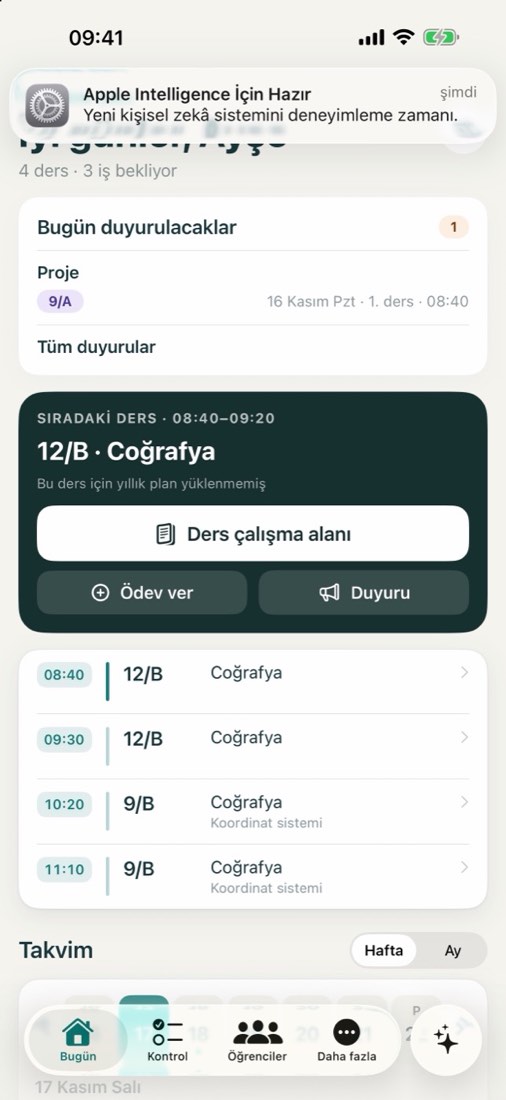 09:41
Apple Intelligence İçin Hazır
şimdi
Yeni kişisel zekâ sistemini deneyimleme zamanı.
4 ders · 3 iş bekliyor
Bugün duyurulacaklar
1
Proje
9/A
16 Kasım Pzt · 1. ders · 08:40
Tüm duyurular
SIRADAKİ DERS · 08:40–09:20
12/B · Coğrafya
Bu ders için yıllık plan yüklenmemiş
Ders çalışma alanı
Ödev ver
Duyuru
08:40
12/B
Coğrafya
09:30
12/B
Coğrafya
10:20
9/B
Coğrafya
Koordinat sistemi
11:10
9/B
Coğrafya
Koordinat sistemi
Takvim
Hafta
Ay
P
17
18
20
21
Bugün
Kontrol
Öğrenciler
Daha fazla
17 Kasım Salı